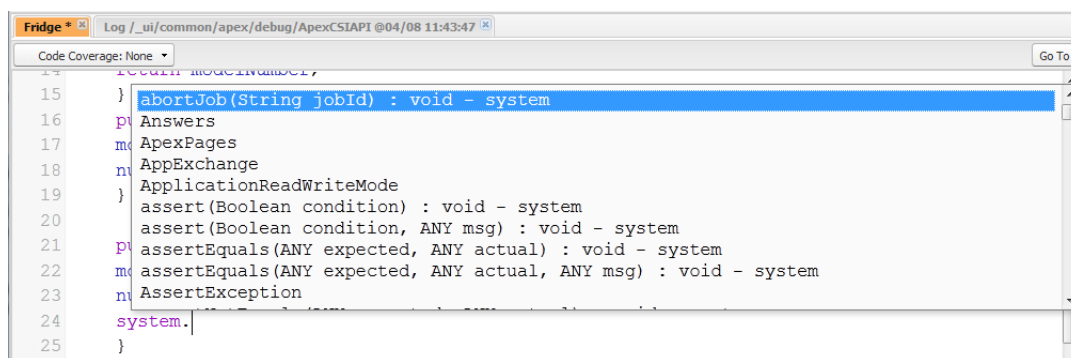 Fridge * Log /_ui/common/apex/debug/ApexCSIAPI @04/08 11:43:47
Code Coverage: None Go To
14 return modelNumber;
15 }
abortJob(String jobId) : void - system
16 pu
Answers
17 mo
ApexPages
18 nu
AppExchange
19 }
ApplicationReadWriteMode
20
assert(Boolean condition) : void - system
assert(Boolean condition, ANY msg) : void - system
21 pu
assertEquals(ANY expected, ANY actual) : void - system
22 mo
assertEquals(ANY expected, ANY actual, ANY msg) : void - system
23 nu
AssertException
24 system.
25 }